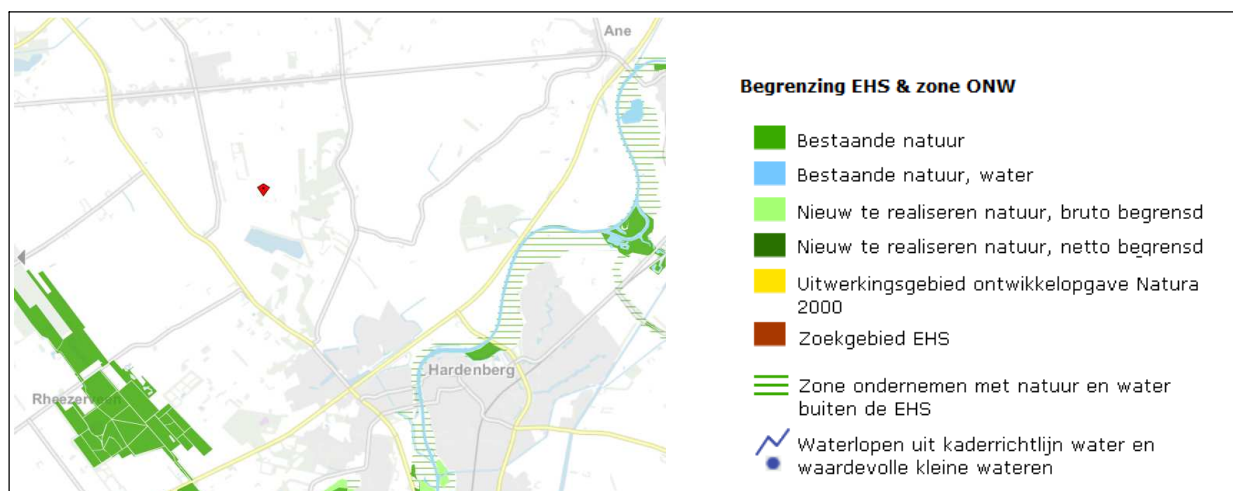 Ane
Hardenberg
Rheezerveen
Begrenzing EHS & zone ONW
Bestaande natuur
Bestaande natuur, water
Nieuw te realiseren natuur, bruto begrensd
Nieuw te realiseren natuur, netto begrensd
Uitwerkingsgebied ontwikkelopgave Natura
2000
Zoekgebied EHS
Zone ondernemen met natuur en water
buiten de EHS
Waterlopen uit kaderrichtlijn water en
waardevolle kleine wateren